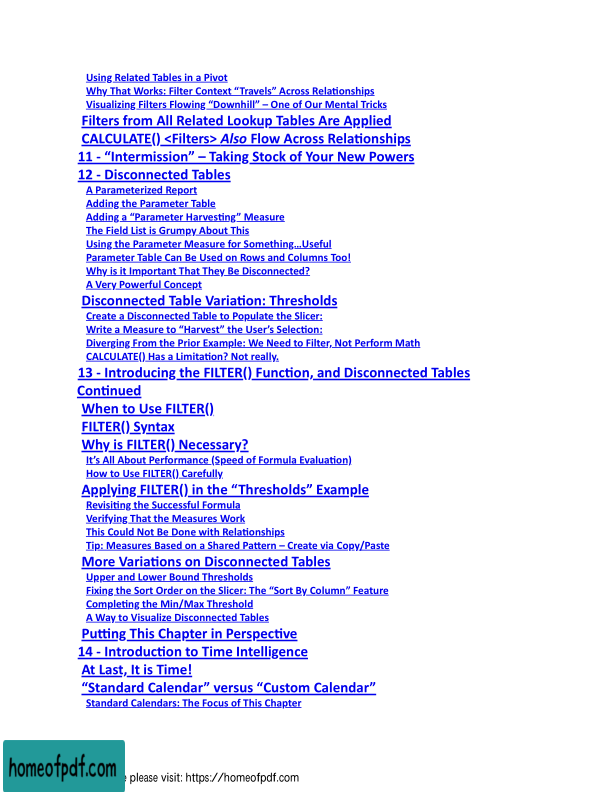 Using Related Tables in a Pivot
Why That Works: Filter Context “Travels” Across Relationships
Visualizing Filters Flowing “Downhill” – One of Our Mental Tricks
Filters from All Related Lookup Tables Are Applied
CALCULATE() <Filters> Also Flow Across Relationships
11 - “Intermission” – Taking Stock of Your New Powers
12 - Disconnected Tables
A Parameterized Report
Adding the Parameter Table
Adding a “Parameter Harvesting” Measure
The Field List is Grumpy About This
Using the Parameter Measure for Something…Useful
Parameter Table Can Be Used on Rows and Columns Too!
Why is it Important That They Be Disconnected?
A Very Powerful Concept
Disconnected Table Variation: Thresholds
Create a Disconnected Table to Populate the Slicer:
Write a Measure to “Harvest” the User’s Selection:
Diverging From the Prior Example: We Need to Filter, Not Perform Math
CALCULATE() Has a Limitation? Not really.
13 - Introducing the FILTER() Function, and Disconnected Tables
Continued
When to Use FILTER()
FILTER() Syntax
Why is FILTER() Necessary?
It’s All About Performance (Speed of Formula Evaluation)
How to Use FILTER() Carefully
Applying FILTER() in the “Thresholds” Example
Revisiting the Successful Formula
Verifying That the Measures Work
This Could Not Be Done with Relationships
Tip: Measures Based on a Shared Pattern – Create via Copy/Paste
More Variations on Disconnected Tables
Upper and Lower Bound Thresholds
Fixing the Sort Order on the Slicer: The “Sort By Column” Feature
Completing the Min/Max Threshold
A Way to Visualize Disconnected Tables
Putting This Chapter in Perspective
14 - Introduction to Time Intelligence
At Last, It is Time!
“Standard Calendar” versus “Custom Calendar”
Standard Calendars: The Focus of This Chapter
homeofpdf.com
please visit: https://homeofpdf.com